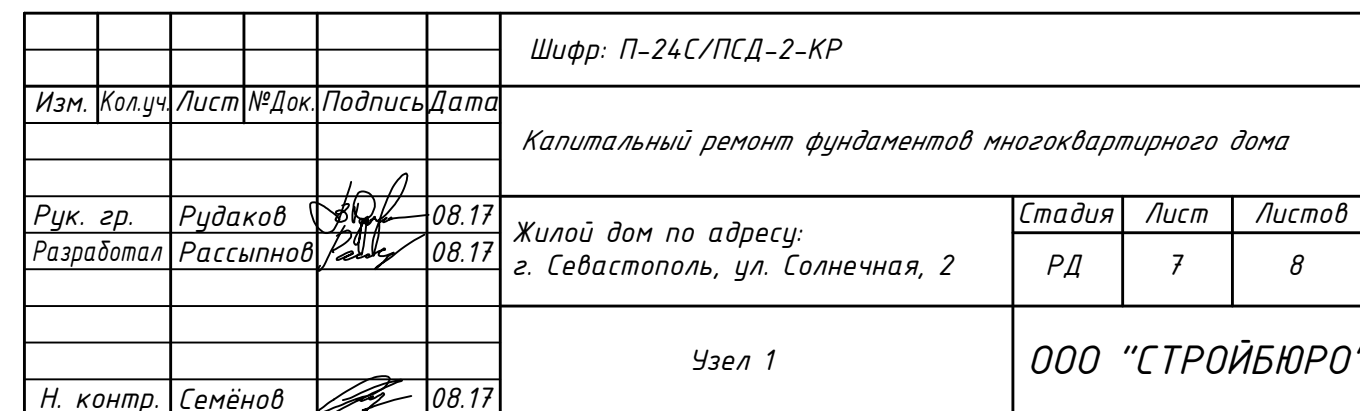 Шифр: П-24С/ПСД-2-КР
Изм. Кол.уч. Лист №Док. Подпись Дата
Капитальный ремонт фундаментов многоквартирного дома
Рук. гр. Рудаков 08.17
Разработал Рассыпнов 08.17
Жилой дом по адресу:
г. Севастополь, ул. Солнечная, 2
Стадия Лист Листов
РД 7 8
Узел 1
ООО "СТРОЙБЮРО"
Н. контр. Семёнов 08.17